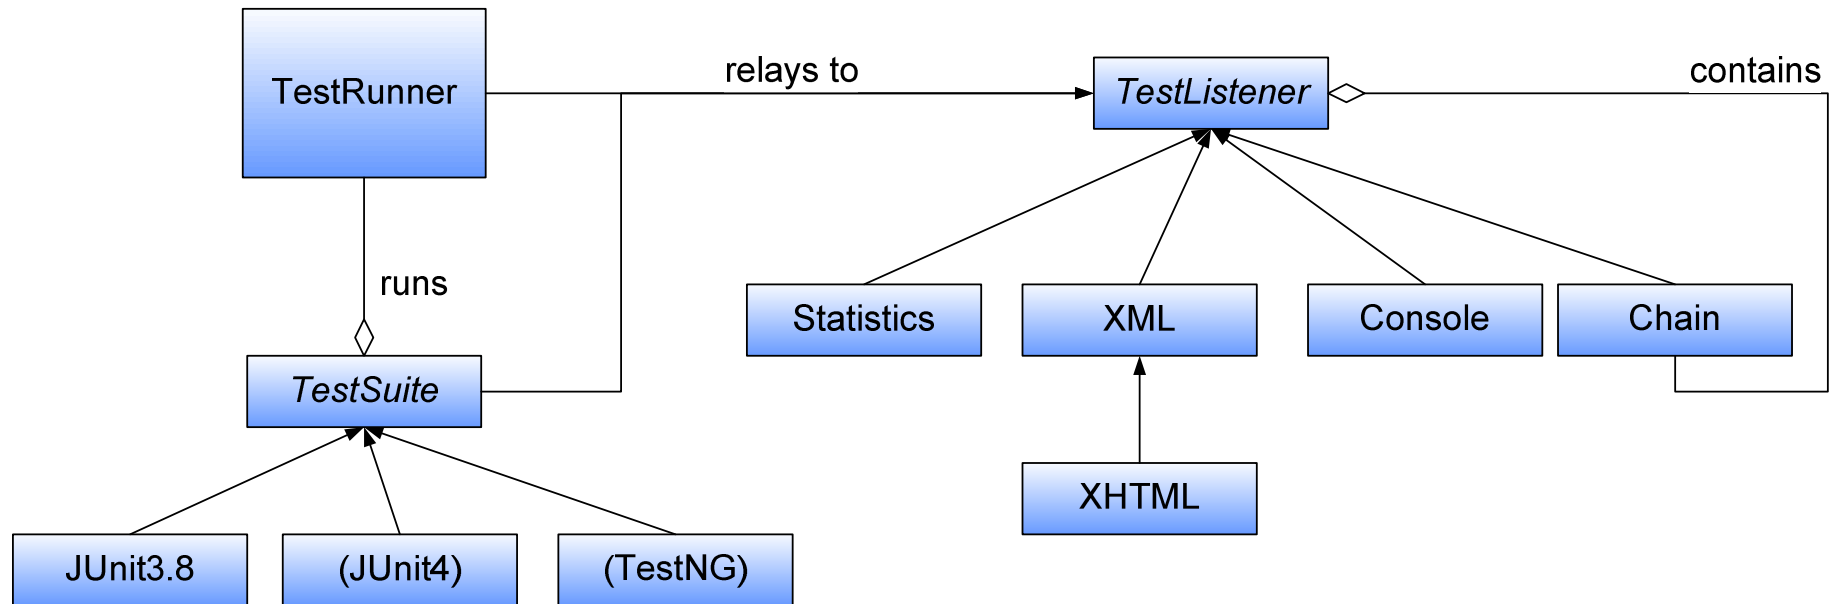 TestRunner
relays to
TestListener
contains
runs
Statistics
XML
Console
Chain
TestSuite
XHTML
JUnit3.8
(JUnit4)
(TestNG)